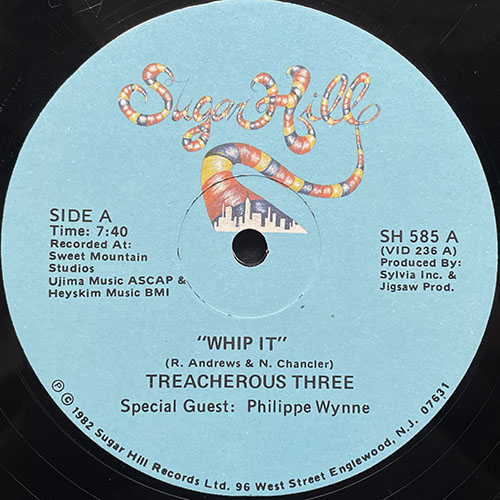 Sugar Hill
SIDE A
Time: 7:40
Recorded At:
Sweet Mountain
Studios
Ujima Music ASCAP &
Heyskim Music BMI
SH 585 A
(VID 236 A)
Produced By:
Sylvia Inc. &
Jigsaw Prod.
"WHIP IT"
(R. Andrews & N. Chancler)
TREACHEROUS THREE
Special Guest: Philippe Wynne
℗ © 1982 Sugar Hill Records Ltd. 96 West Street Englewood, N.J. 07631